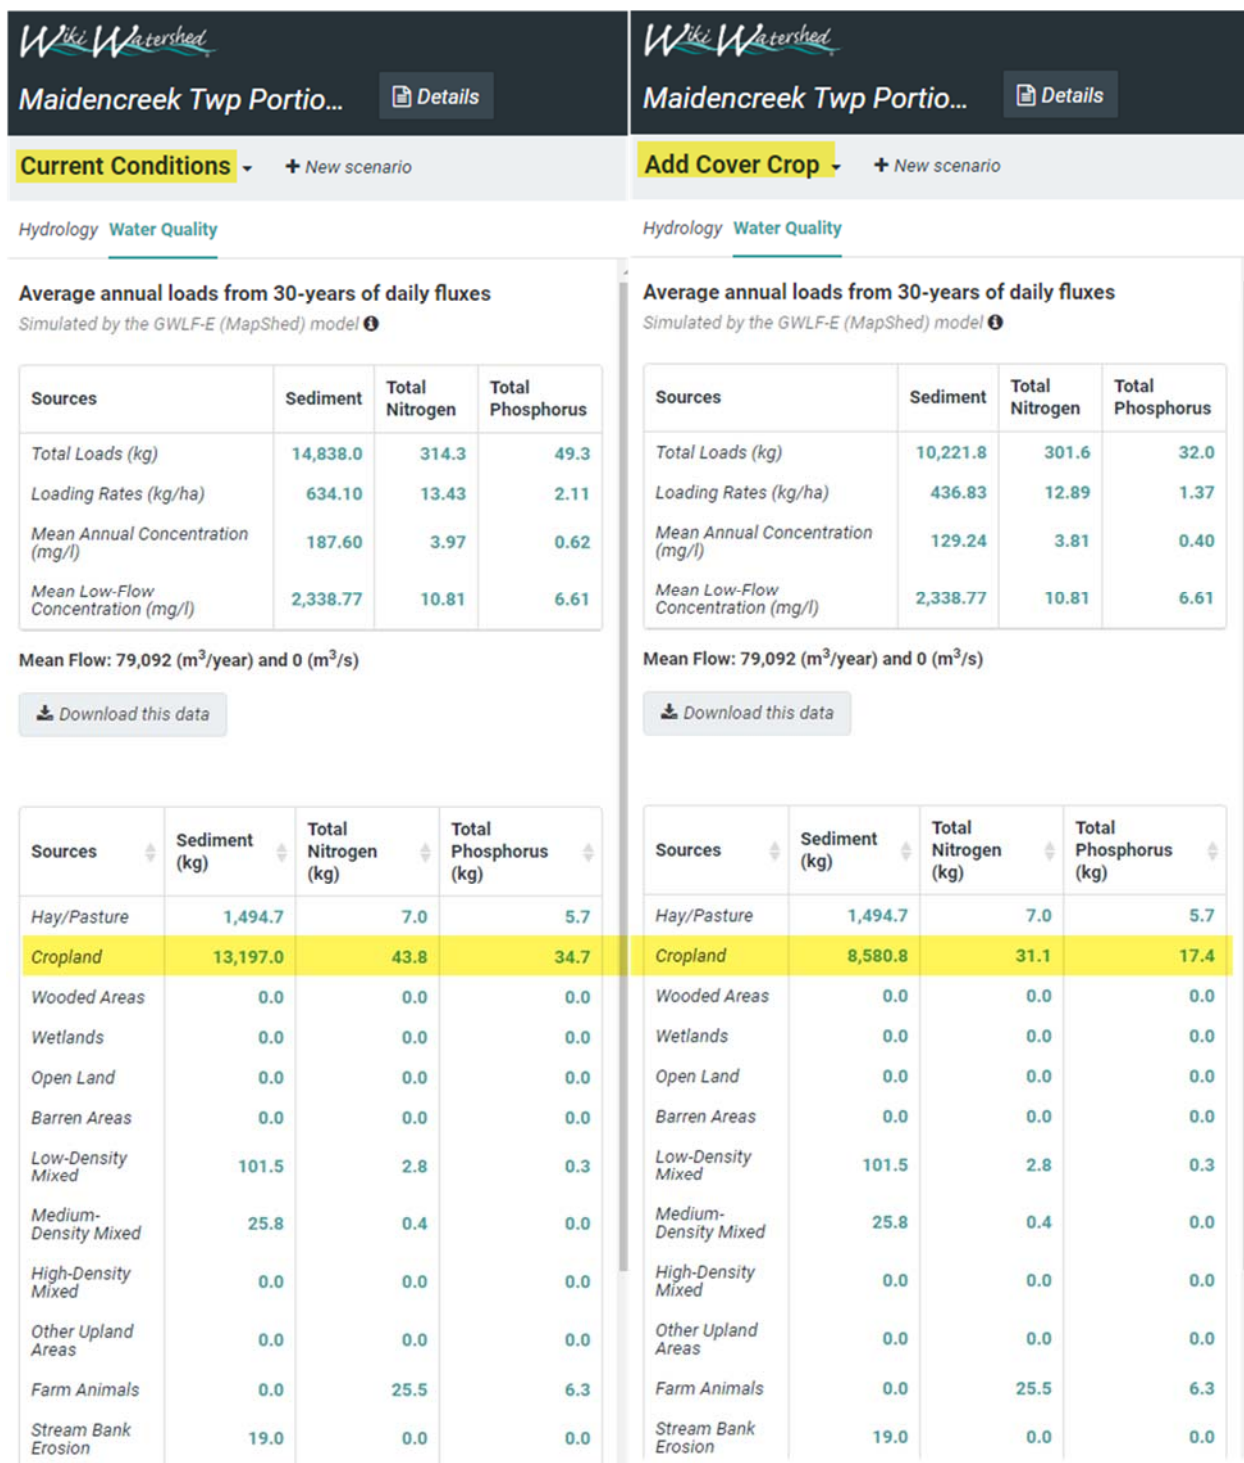 Wiki Watershed
Maidencreek Twp Portio... Details
Current Conditions + New scenario
Hydrology Water Quality
Average annual loads from 30-years of daily fluxes
Simulated by the GWLF-E (MapShed) model
Sources Sediment Total Nitrogen Total Phosphorus
Total Loads (kg) 14,838.0 314.3 49.3
Loading Rates (kg/ha) 634.10 13.43 2.11
Mean Annual Concentration (mg/l) 187.60 3.97 0.62
Mean Low-Flow Concentration (mg/l) 2,338.77 10.81 6.61
Mean Flow: 79,092 (m³/year) and 0 (m³/s)
Download this data
Sources Sediment (kg) Total Nitrogen (kg) Total Phosphorus (kg)
Hay/Pasture 1,494.7 7.0 5.7
Cropland 13,197.0 43.8 34.7
Wooded Areas 0.0 0.0 0.0
Wetlands 0.0 0.0 0.0
Open Land 0.0 0.0 0.0
Barren Areas 0.0 0.0 0.0
Low-Density Mixed 101.5 2.8 0.3
Medium-Density Mixed 25.8 0.4 0.0
High-Density Mixed 0.0 0.0 0.0
Other Upland Areas 0.0 0.0 0.0
Farm Animals 0.0 25.5 6.3
Stream Bank Erosion 19.0 0.0 0.0
Wiki Watershed
Maidencreek Twp Portio... Details
Add Cover Crop + New scenario
Hydrology Water Quality
Average annual loads from 30-years of daily fluxes
Simulated by the GWLF-E (MapShed) model
Sources Sediment Total Nitrogen Total Phosphorus
Total Loads (kg) 10,221.8 301.6 32.0
Loading Rates (kg/ha) 436.83 12.89 1.37
Mean Annual Concentration (mg/l) 129.24 3.81 0.40
Mean Low-Flow Concentration (mg/l) 2,338.77 10.81 6.61
Mean Flow: 79,092 (m³/year) and 0 (m³/s)
Download this data
Sources Sediment (kg) Total Nitrogen (kg) Total Phosphorus (kg)
Hay/Pasture 1,494.7 7.0 5.7
Cropland 8,580.8 31.1 17.4
Wooded Areas 0.0 0.0 0.0
Wetlands 0.0 0.0 0.0
Open Land 0.0 0.0 0.0
Barren Areas 0.0 0.0 0.0
Low-Density Mixed 101.5 2.8 0.3
Medium-Density Mixed 25.8 0.4 0.0
High-Density Mixed 0.0 0.0 0.0
Other Upland Areas 0.0 0.0 0.0
Farm Animals 0.0 25.5 6.3
Stream Bank Erosion 19.0 0.0 0.0